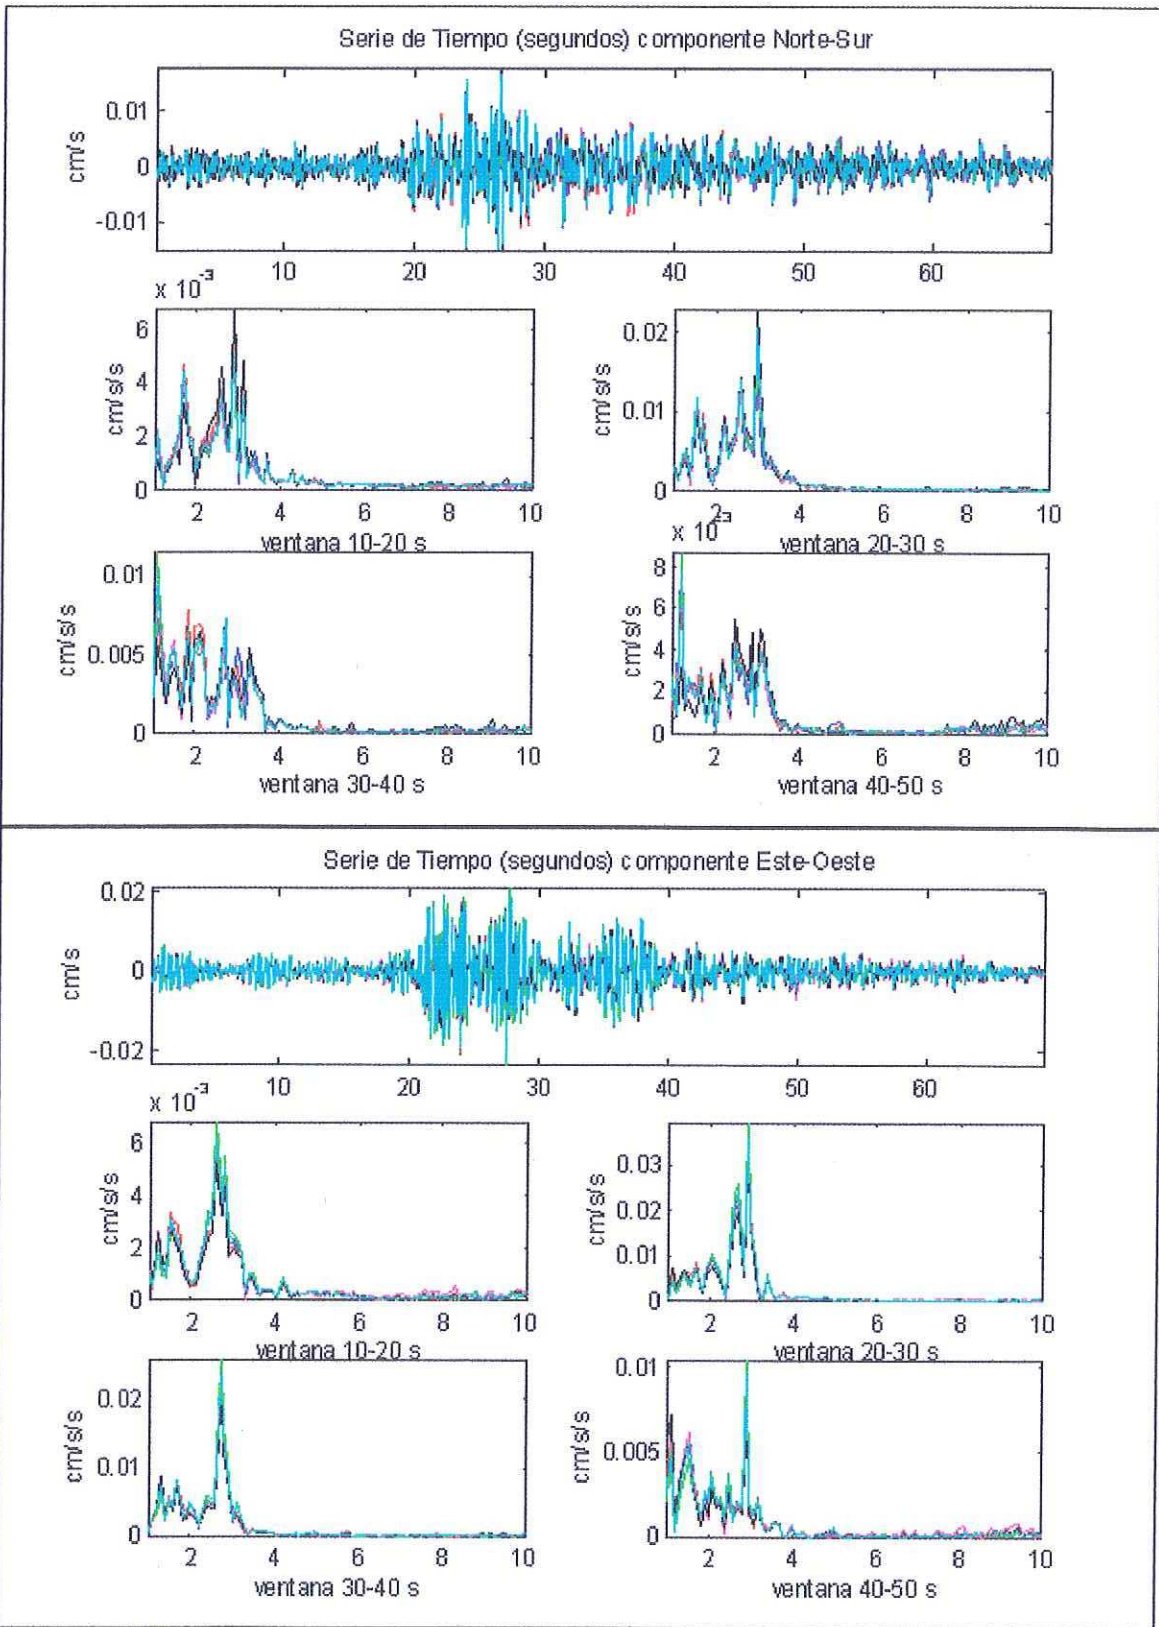 Serie de Tiempo (segundos) componente Norte-Sur
0.01
cm/s
0
-0.01
10 20 30 40 50 60
x 10-3
6
cm/s/s
4
2
0
2 4 6 8 10
ventana 10-20 s
0.02
cm/s/s
0.01
0
2 4 6 8 10
ventana 20-30 s
0.01
cm/s/s
0.005
0
2 4 6 8 10
ventana 30-40 s
x 10-3
8
6
cm/s/s
4
2
0
2 4 6 8 10
ventana 40-50 s
Serie de Tiempo (segundos) componente Este-Oeste
0.02
cm/s
0
-0.02
10 20 30 40 50 60
x 10-3
6
cm/s/s
4
2
0
2 4 6 8 10
ventana 10-20 s
0.03
cm/s/s
0.02
0.01
0
2 4 6 8 10
ventana 20-30 s
0.02
cm/s/s
0.01
0
2 4 6 8 10
ventana 30-40 s
0.01
cm/s/s
0.005
0
2 4 6 8 10
ventana 40-50 s